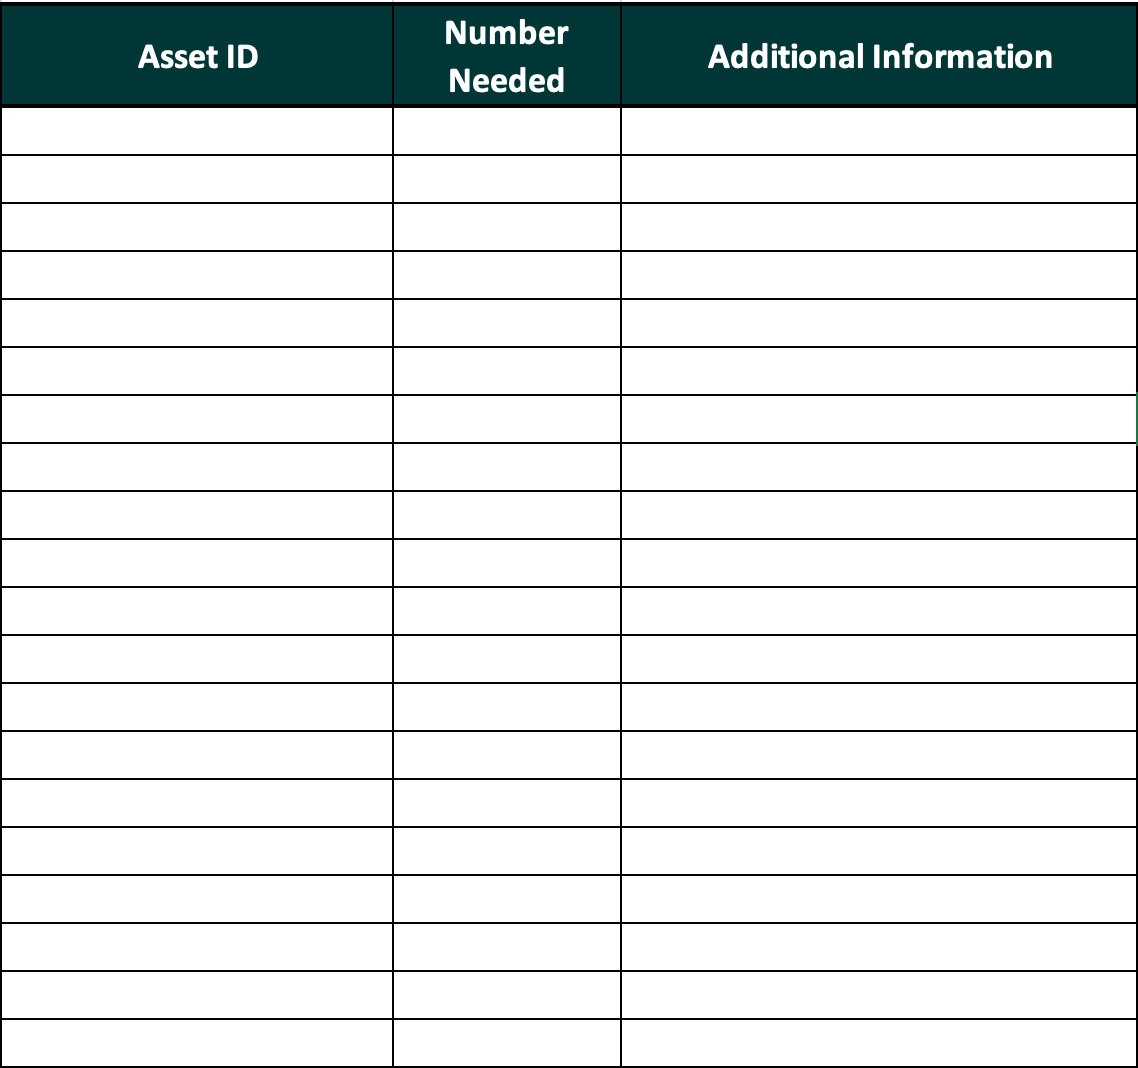 Asset ID
Number
Needed
Additional Information